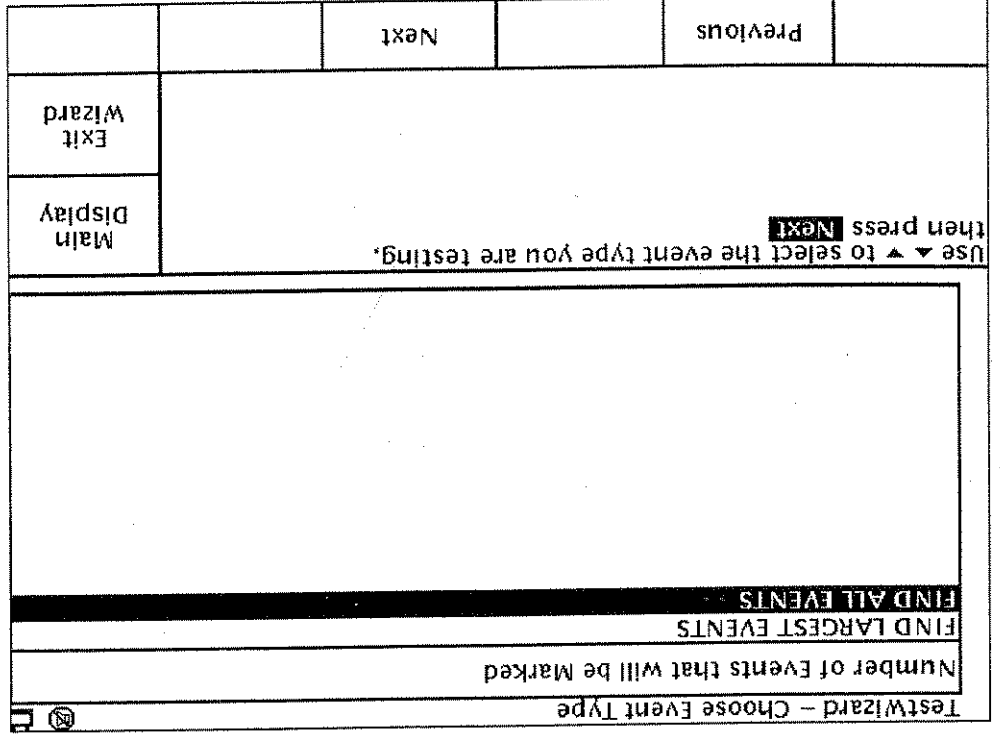 TestWizard – Choose Event Type
Number of Events that will be Marked
FIND LARGEST EVENTS
FIND ALL EVENTS
Use ▲ ▼ to select the event type you are testing,
then press Next
Main
Display
Exit
Wizard
Previous
Next